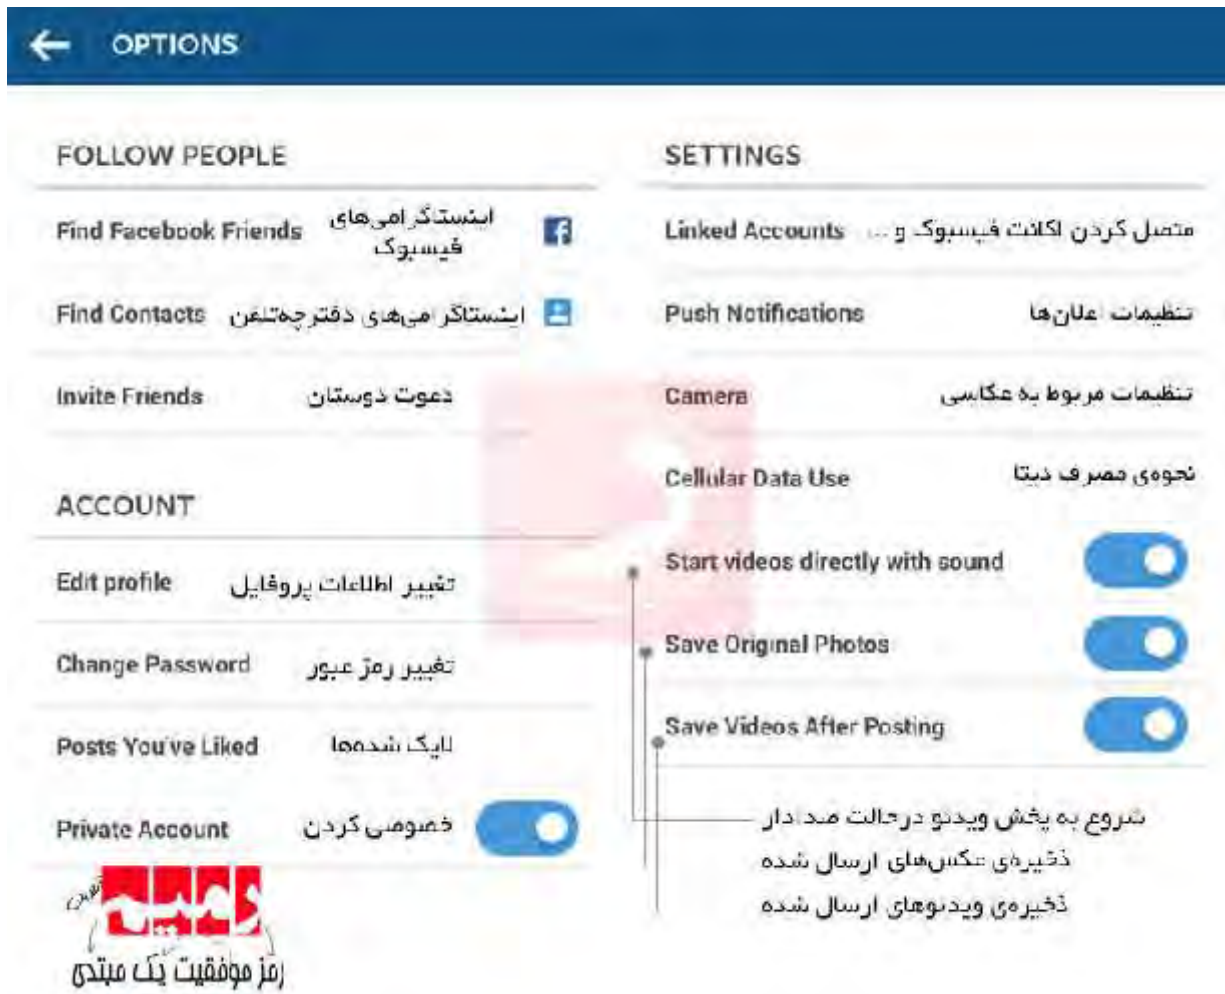 OPTIONS
FOLLOW PEOPLE
Find Facebook Friends اینستاگرامی‌های
فیسبوک
Find Contacts اینستاگرامی‌های دفترچه‌تلفن
Invite Friends دعوت دوستان
ACCOUNT
Edit profile تغییر اطلاعات پروفایل
Change Password تغییر رمز عبور
Posts You've Liked لایک شده‌ها
Private Account خصوصی کردن
رمز موفقیت یک مبتدی
SETTINGS
Linked Accounts متصل کردن اکانت فیسبوک و ...
Push Notifications تنظیمات اعلان‌ها
Camera تنظیمات مربوط به عکاسی
Cellular Data Use نحوه‌ی مصرف دیتا
Start videos directly with sound
Save Original Photos
Save Videos After Posting
شروع به پخش ویدئو در حالت صدادار
ذخیره‌ی عکس‌های ارسال شده
ذخیره‌ی ویدئوهای ارسال شده